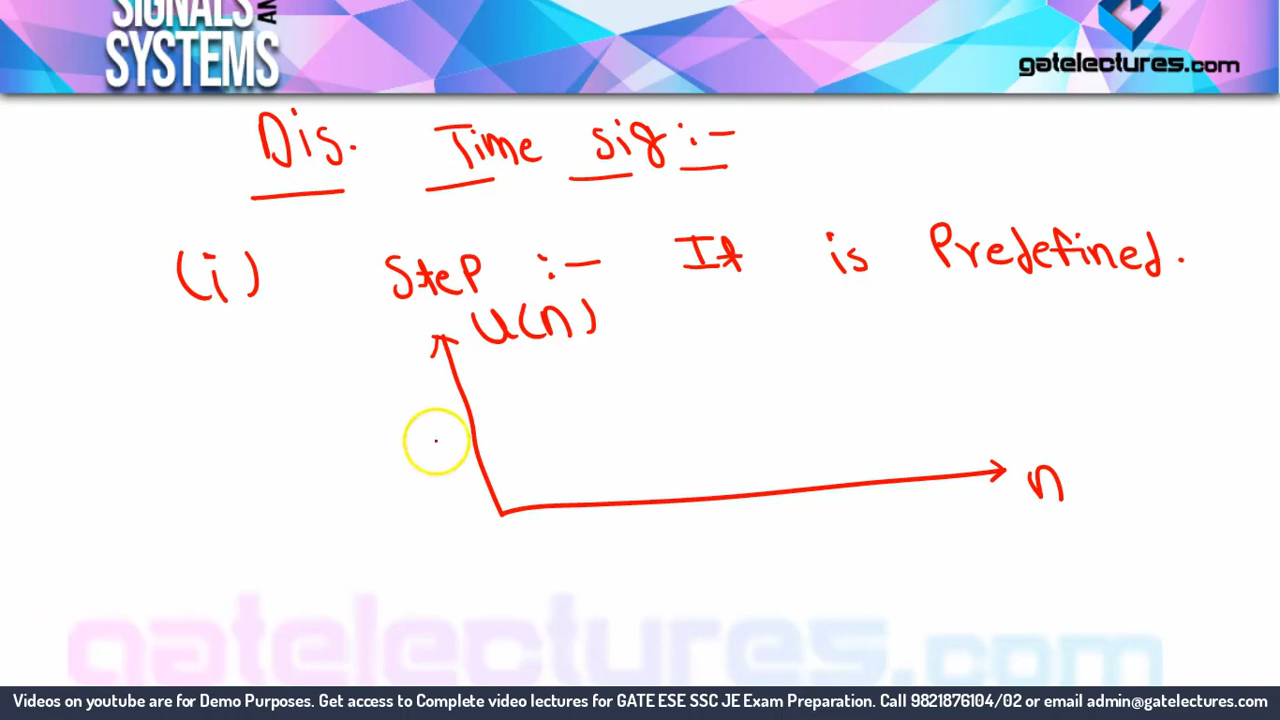 SIGNALS AND
SYSTEMS
gatelectures.com
Dis. Time sig :-
(i) Step :- It is Predefined.
u(n)
n
gatelectures.com
Videos on youtube are for Demo Purposes. Get access to Complete video lectures for GATE ESE SSC JE Exam Preparation. Call 9821876104/02 or email admin@gatelectures.com